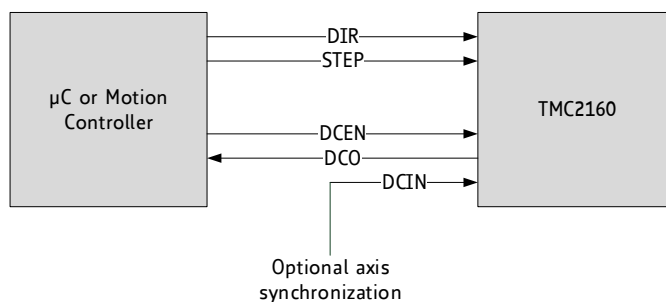 DIR
STEP
µC or Motion
Controller
TMC2160
DCEN
DCO
DCIN
Optional axis
synchronization